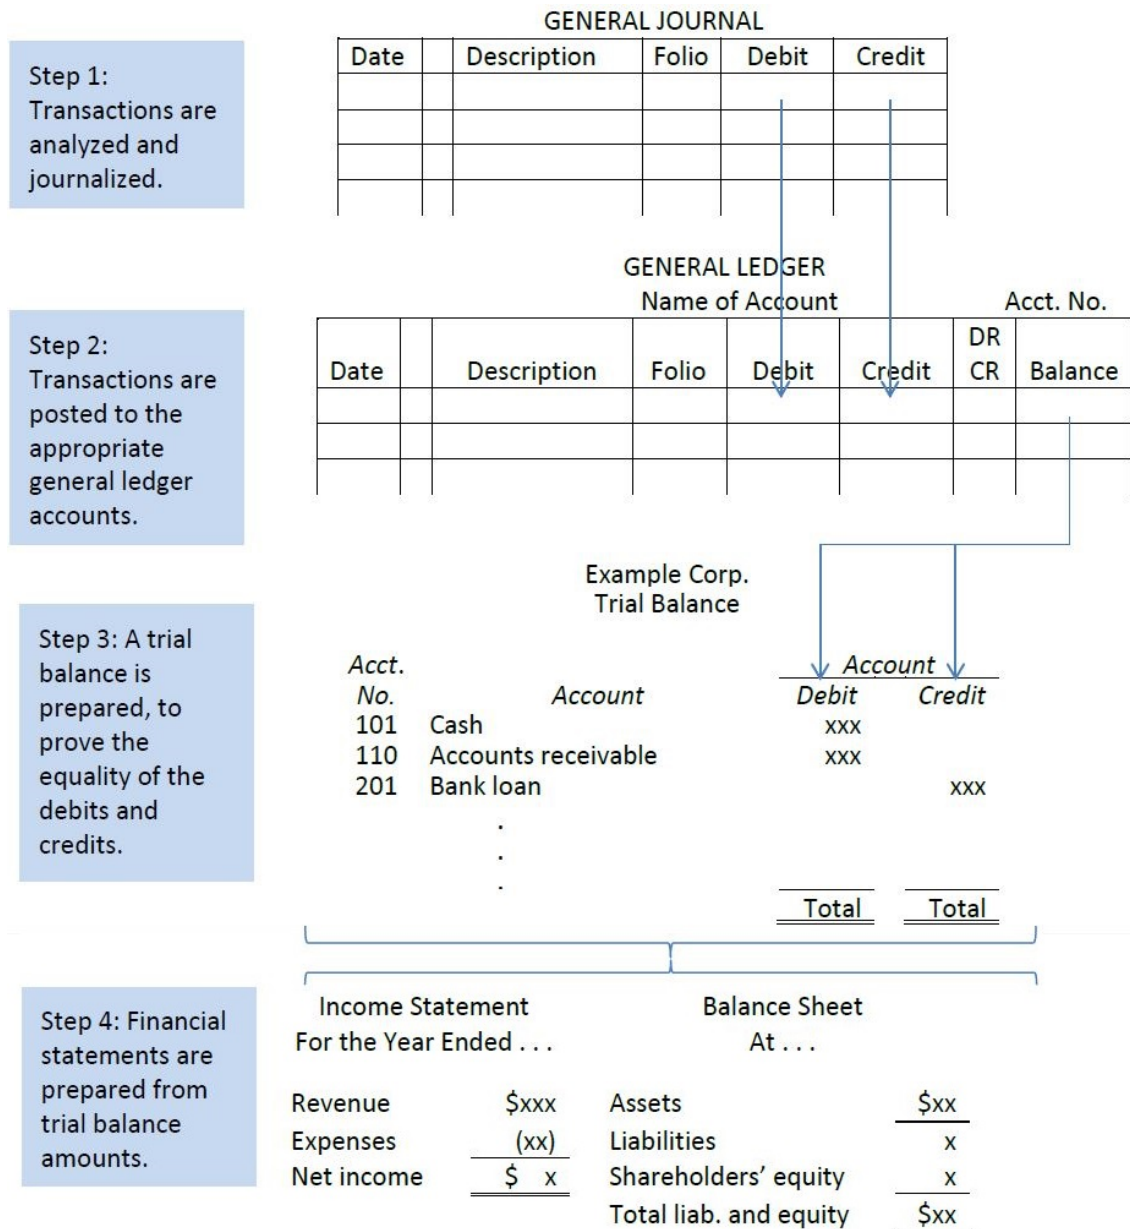 GENERAL JOURNAL
Step 1:
Transactions are
analyzed and
journalized.
Date Description Folio Debit Credit
GENERAL LEDGER
Name of Account Acct. No.
Step 2:
Transactions are
posted to the
appropriate
general ledger
accounts.
DR
Date Description Folio Debit Credit CR Balance
Example Corp.
Trial Balance
Step 3: A trial
balance is
prepared, to
prove the
equality of the
debits and
credits.
Acct. Account
No. Account Debit Credit
101 Cash xxx
110 Accounts receivable xxx
201 Bank loan xxx
.
.
.
Total Total
Step 4: Financial
statements are
prepared from
trial balance
amounts.
Income Statement Balance Sheet
For the Year Ended . . . At . . .
Revenue $xxx Assets $xx
Expenses (xx) Liabilities x
Net income $ x Shareholders’ equity x
Total liab. and equity $xx